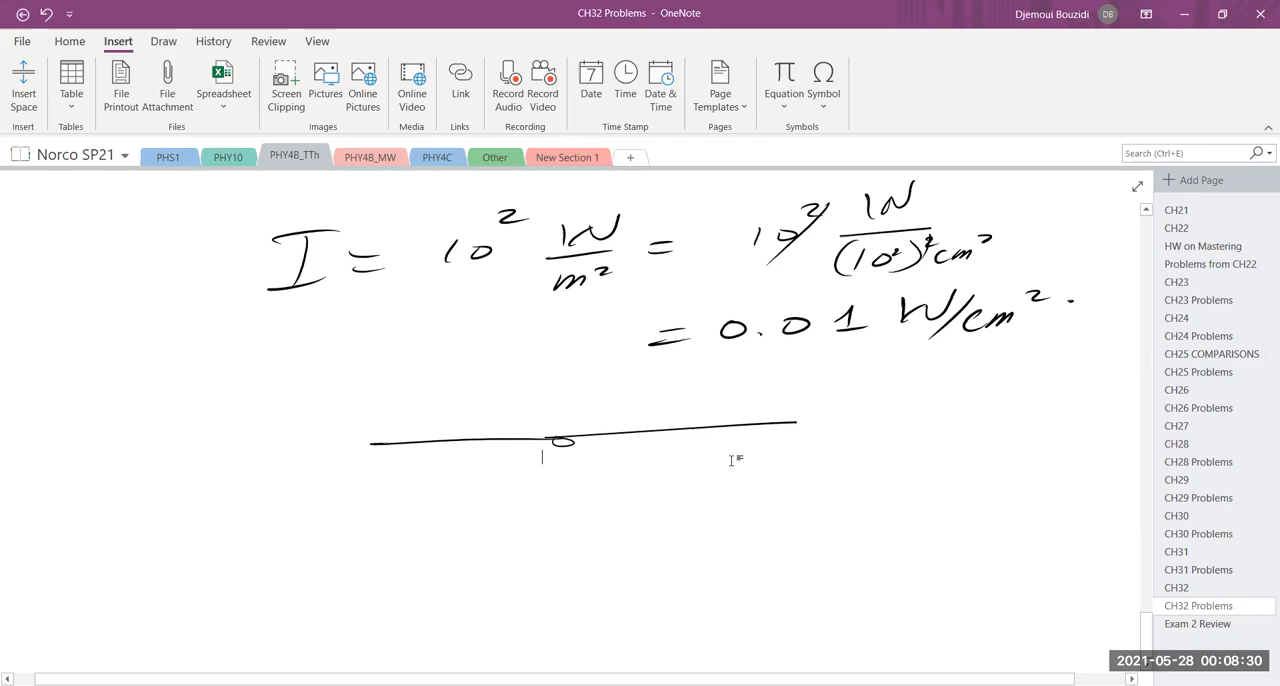 CH32 Problems - OneNote
Djemoui Bouzidi DB
File Home Insert Draw History Review View
Insert Space
Table
File Printout
File Attachment
Spreadsheet
Screen Clipping
Pictures
Online Pictures
Online Video
Link
Record Audio
Record Video
Date
Time
Date & Time
Page Templates
Equation
Symbol
Insert Tables Files Images Media Links Recording Time Stamp Pages Symbols
Norco SP21 PHS1 PHY10 PHY4B_TTh PHY4B_MW PHY4C Other New Section 1 +
Search (Ctrl+E)
Add Page
CH21
CH22
HW on Mastering
Problems from CH22
CH23
CH23 Problems
CH24
CH24 Problems
CH25 COMPARISONS
CH25 Problems
CH26
CH26 Problems
CH27
CH28
CH28 Problems
CH29
CH29 Problems
CH30
CH30 Problems
CH31
CH31 Problems
CH32
CH32 Problems
Exam 2 Review
I = 10² W/m² = 10² W/(10²)² cm²
= 0.01 W/cm².
2021-05-28 00:08:30